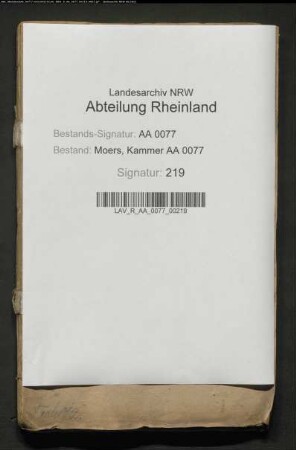 Landesarchiv NRW
Abteilung Rheinland
Bestands-Signatur: AA 0077
Bestand: Moers, Kammer AA 0077
Signatur: 219
LAV_R_AA_0077_00219